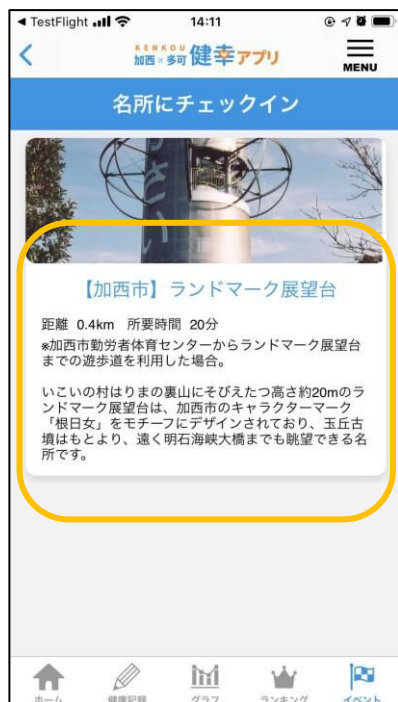 TestFlight 14:11
KENKOU
加西×多可 健幸アプリ
MENU
名所にチェックイン
【加西市】ランドマーク展望台
距離 0.4km 所要時間 20分
※加西市勤労者体育センターからランドマーク展望台
までの遊歩道を利用した場合。
いこいの村はりまの裏山にそびえたつ高さ約20mのラ
ンドマーク展望台は、加西市のキャラクターマーク
「根日女」をモチーフにデザインされており、玉丘古
墳はもとより、遠く明石海峡大橋までも眺望できる名
所です。
ホーム 健康記録 グラフ ランキング イベント